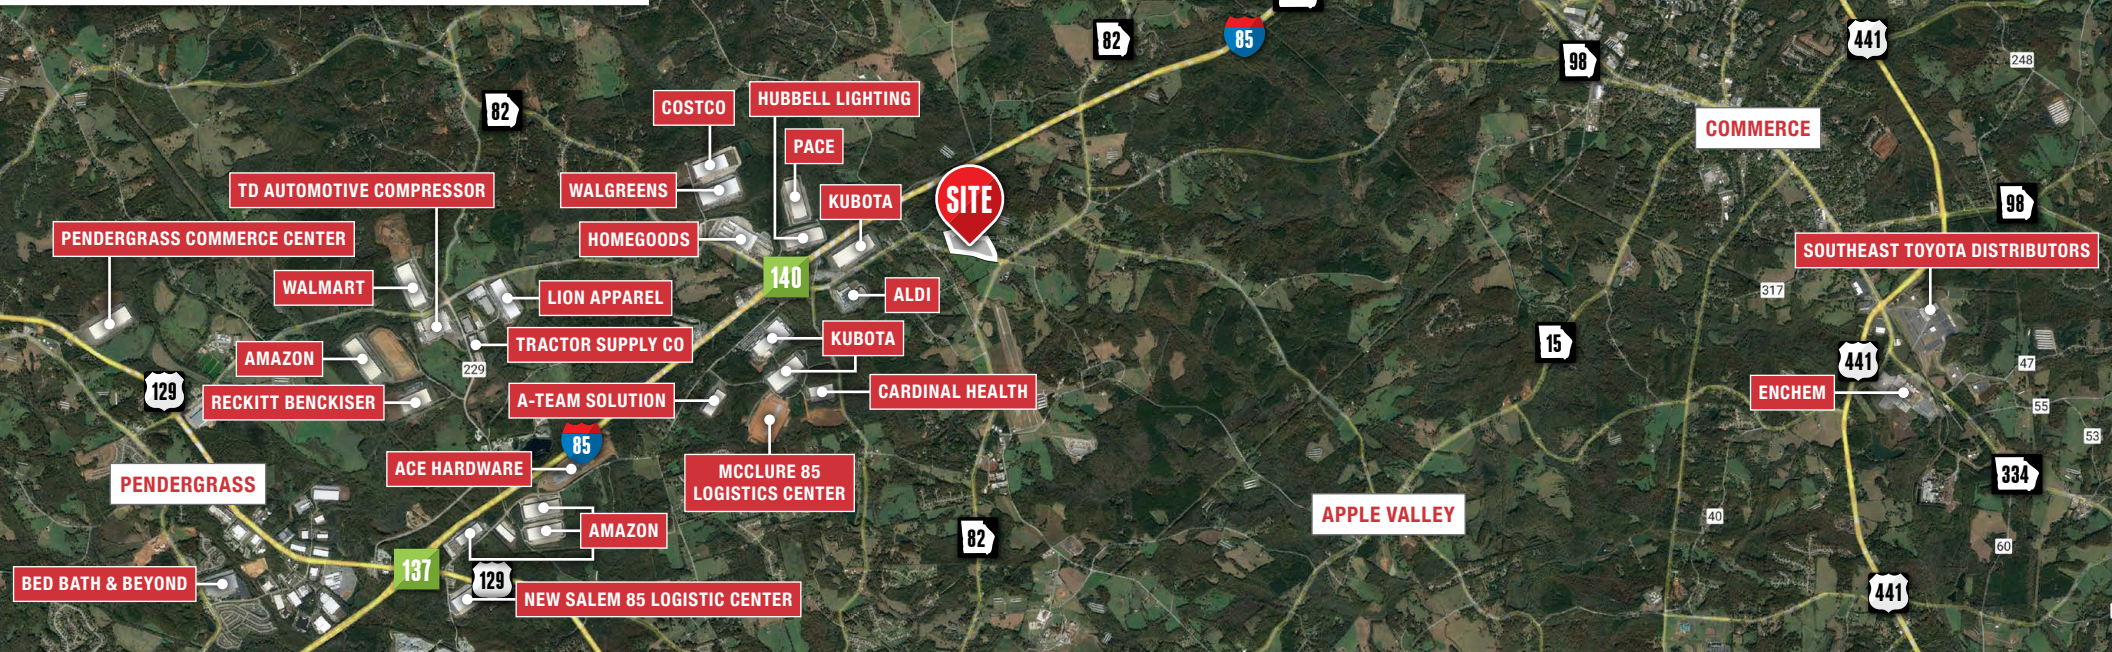 82
85
98
441
248
82
COSTCO
HUBBELL LIGHTING
PACE
COMMERCE
TD AUTOMOTIVE COMPRESSOR
WALGREENS
KUBOTA
SITE
98
PENDERGRASS COMMERCE CENTER
HOMEGOODS
SOUTHEAST TOYOTA DISTRIBUTORS
WALMART
LION APPAREL
140
ALDI
317
AMAZON
TRACTOR SUPPLY CO
KUBOTA
15
441
47
229
129
RECKITT BENCKISER
A-TEAM SOLUTION
CARDINAL HEALTH
ENCHEM
55
85
53
ACE HARDWARE
MCCLURE 85
LOGISTICS CENTER
334
PENDERGRASS
APPLE VALLEY
40
AMAZON
82
60
137
129
BED BATH & BEYOND
NEW SALEM 85 LOGISTIC CENTER
441